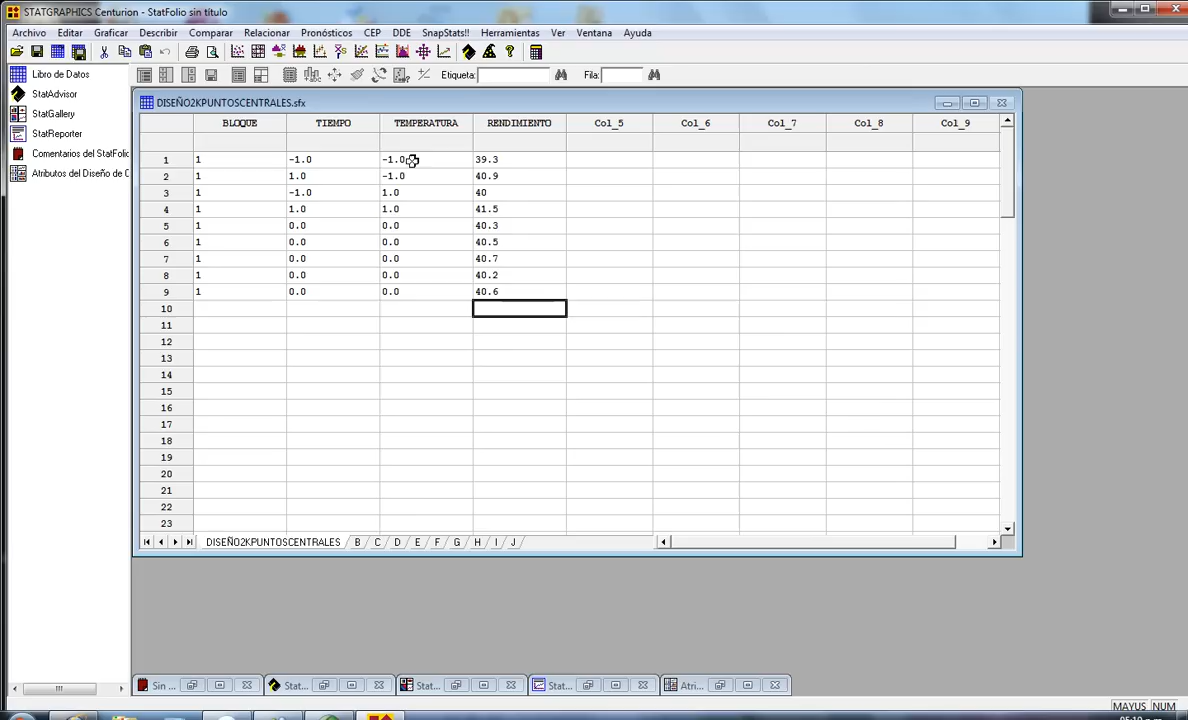 STATGRAPHICS Centurion - StatFolio sin título
Archivo Editar Graficar Describir Comparar Relacionar Pronósticos CEP DDE SnapStats!! Herramientas Ver Ventana Ayuda
Etiqueta: Fila:
Libro de Datos
StatAdvisor
StatGallery
StatReporter
Comentarios del StatFolio
Atributos del Diseño de C
DISEÑO2KPUNTOSCENTRALES.sfx
BLOQUE TIEMPO TEMPERATURA RENDIMIENTO Col_5 Col_6 Col_7 Col_8 Col_9
1 1 -1.0 -1.0 39.3
2 1 1.0 -1.0 40.9
3 1 -1.0 1.0 40
4 1 1.0 1.0 41.5
5 1 0.0 0.0 40.3
6 1 0.0 0.0 40.5
7 1 0.0 0.0 40.7
8 1 0.0 0.0 40.2
9 1 0.0 0.0 40.6
10
11
12
13
14
15
16
17
18
19
20
21
22
23
DISEÑO2KPUNTOSCENTRALES B C D E F G H I J
Sin ... Stat... Stat... Stat... Atri...
MAYUS NUM